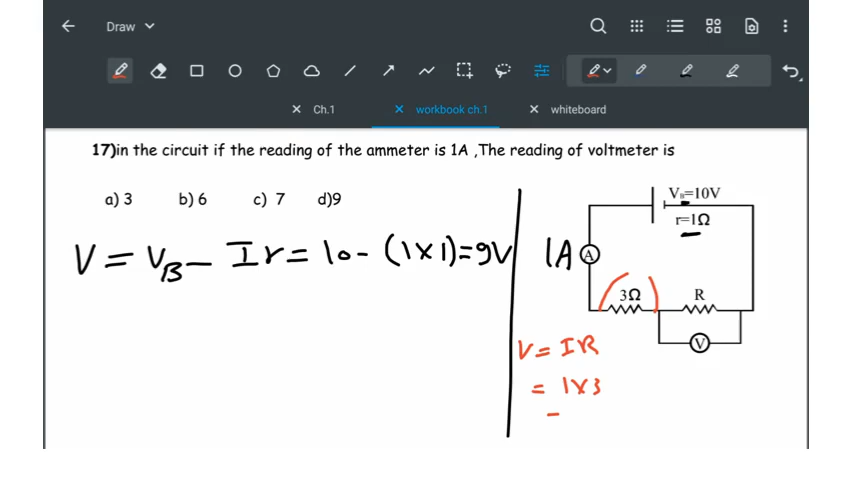 Draw
Ch.1
workbook ch.1
whiteboard
17)in the circuit if the reading of the ammeter is 1A ,The reading of voltmeter is
a) 3 b) 6 c) 7 d)9
V = VB - Ir = 10 - (1×1) = 9V
VB=10V
r=1Ω
1A
A
3Ω
R
V
V = IR
= 1×3
=